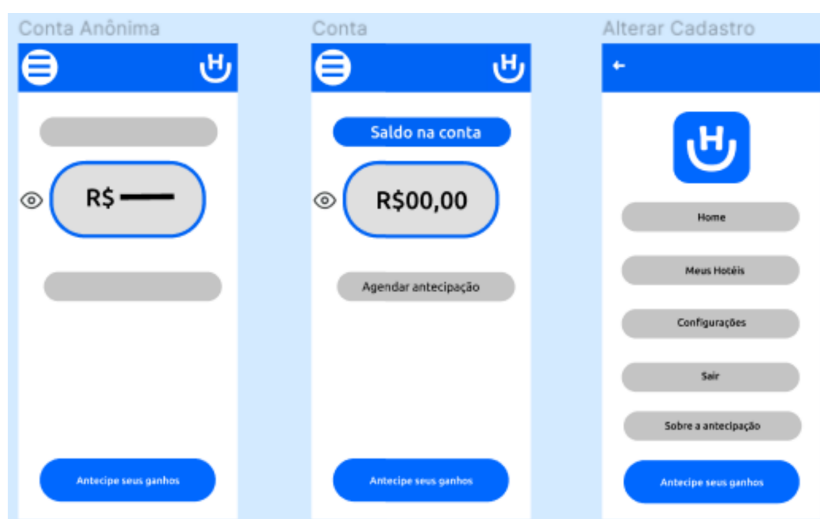 Conta Anônima
H
R$
Antecipe seus ganhos
Conta
H
Saldo na conta
R$00,00
Agendar antecipação
Antecipe seus ganhos
Alterar Cadastro
H
Home
Meus Hotéis
Configurações
Sair
Sobre a antecipação
Antecipe seus ganhos